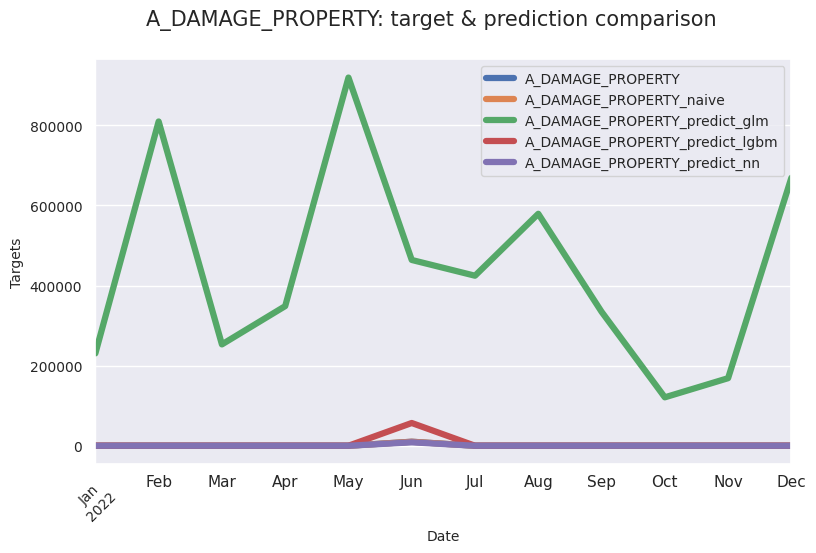 A_DAMAGE_PROPERTY: target & prediction comparison
A_DAMAGE_PROPERTY
A_DAMAGE_PROPERTY_naive
A_DAMAGE_PROPERTY_predict_glm
A_DAMAGE_PROPERTY_predict_lgbm
A_DAMAGE_PROPERTY_predict_nn
800000
600000
400000
200000
0
Targets
Jan
2022
Feb
Mar
Apr
May
Jun
Jul
Aug
Sep
Oct
Nov
Dec
Date